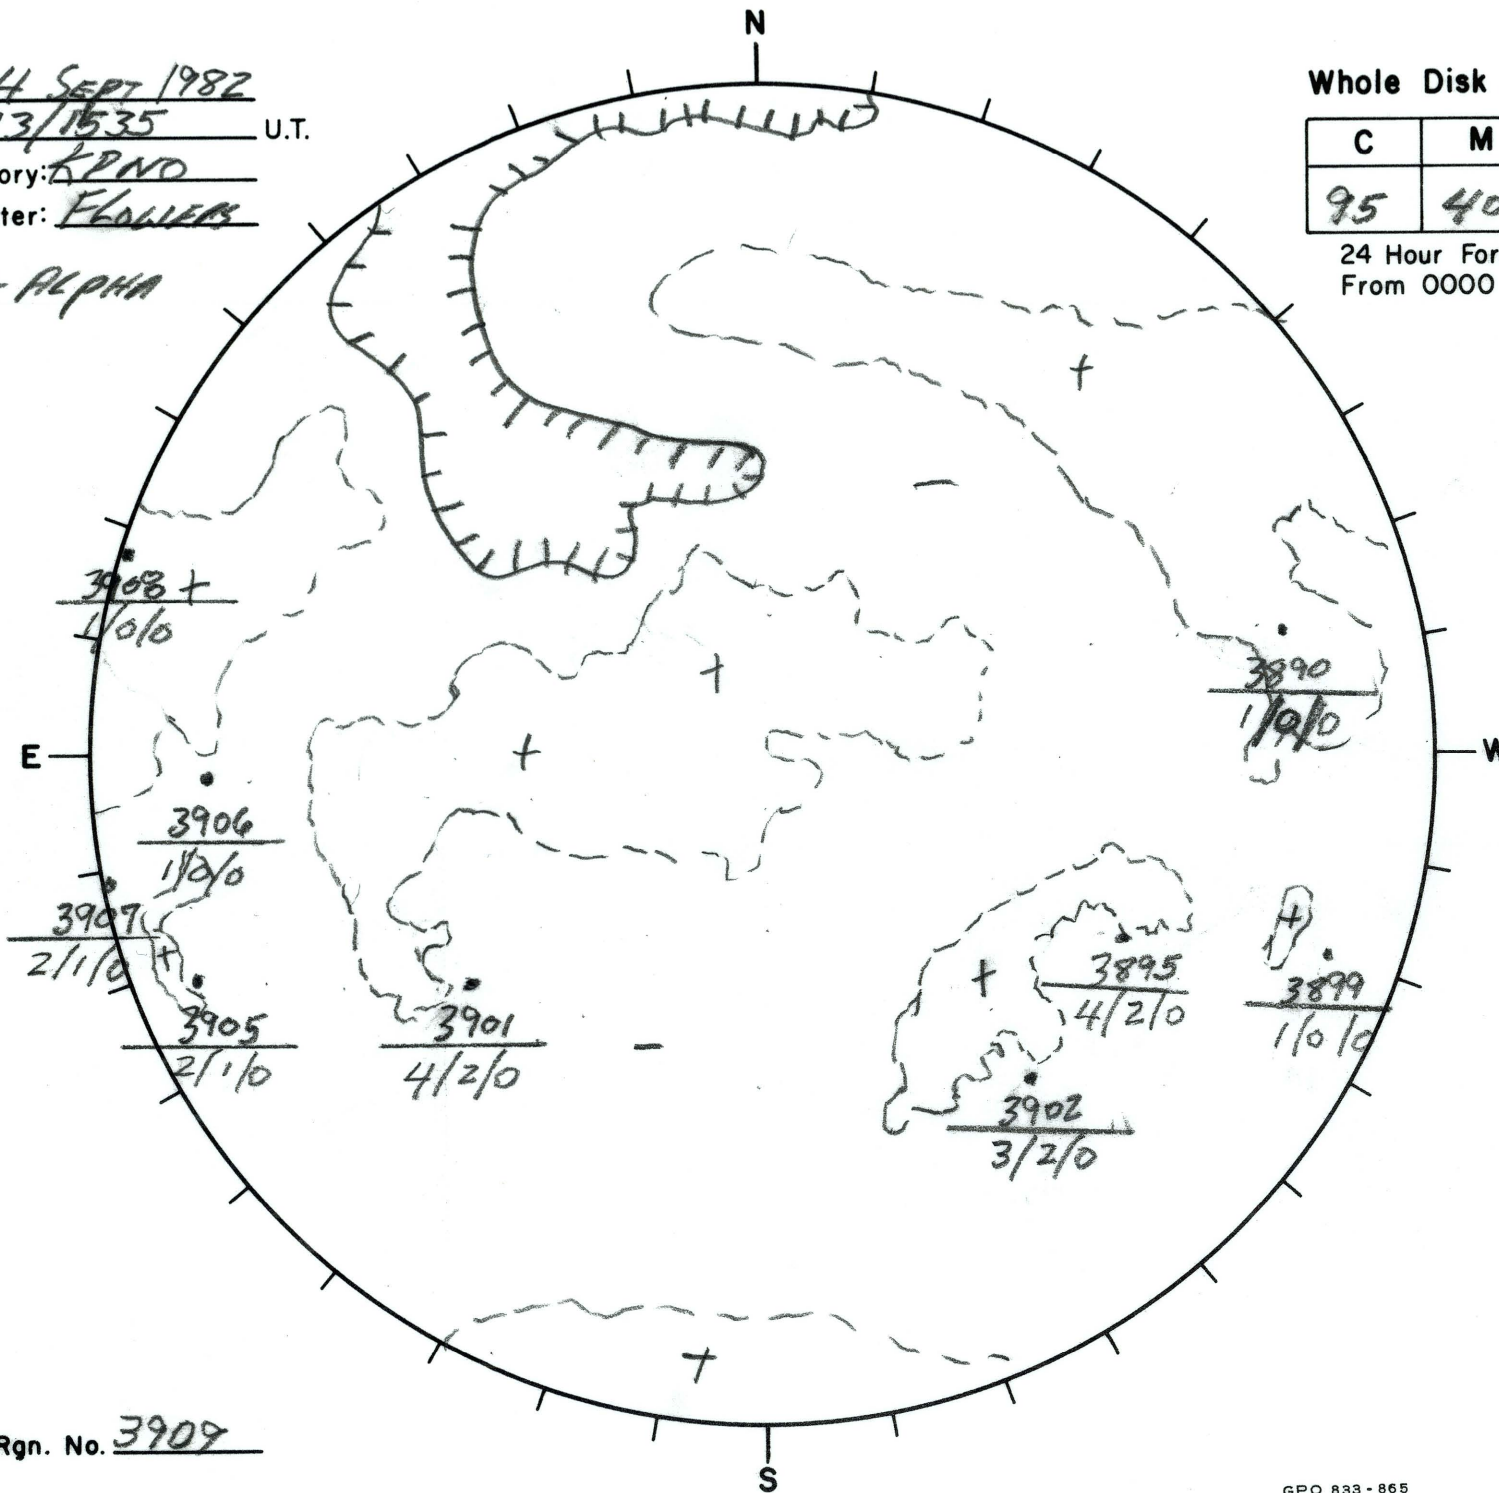 N
H SEPT 1982
13/1535 U.T.
ory: KPNO
ter: FLOWERS
- ALPHA
Whole Disk
C M
95 40
24 Hour For
From 0000
+
-
3908 +
1/0/0
3890
1/0/0
+
+
E
W
3906
1/0/0
3907
2/1/0
+
3905
2/1/0
3901
4/2/0
-
+
3895
4/2/0
+
3899
1/0/0
3902
3/2/0
+
Rgn. No. 3909
S
GPO 833-865